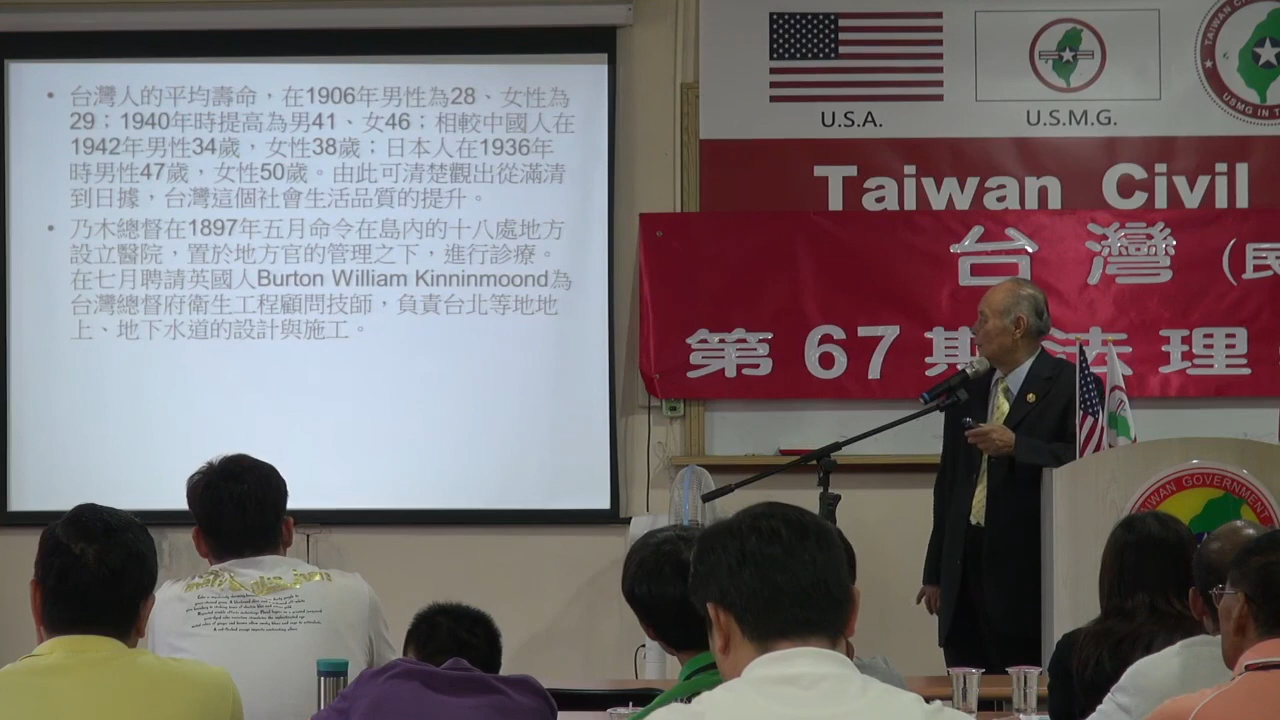 • 台灣人的平均壽命，在1906年男性為28、女性為
29；1940年時提高為男41、女46；相較中國人在
1942年男性34歲，女性38歲；日本人在1936年
時男性47歲，女性50歲。由此可清楚觀出從滿清
到日據，台灣這個社會生活品質的提升。
• 乃木總督在1897年五月命令在島內的十八處地方
設立醫院，置於地方官的管理之下，進行診療。
在七月聘請英國人Burton William Kinninmoond為
台灣總督府衛生工程顧問技師，負責台北等地地
上、地下水道的設計與施工。
U.S.A.
U.S.M.G.
USMG IN T
Taiwan Civil
台灣（民
第67期法理
TAIWAN GOVERNMENT